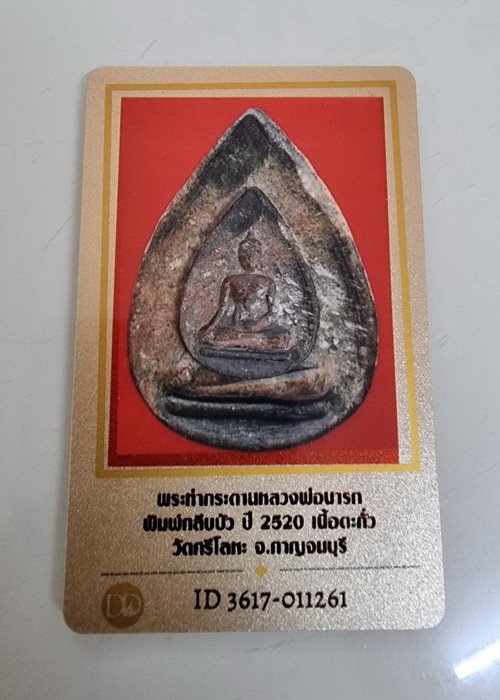 พระท่ากระดานหลวงพ่อนารถ
พิมพ์กลีบบัว ปี 2520 เนื้อตะกั่ว
วัดศรีโลหะ จ.กาญจนบุรี
ID 3617-011261